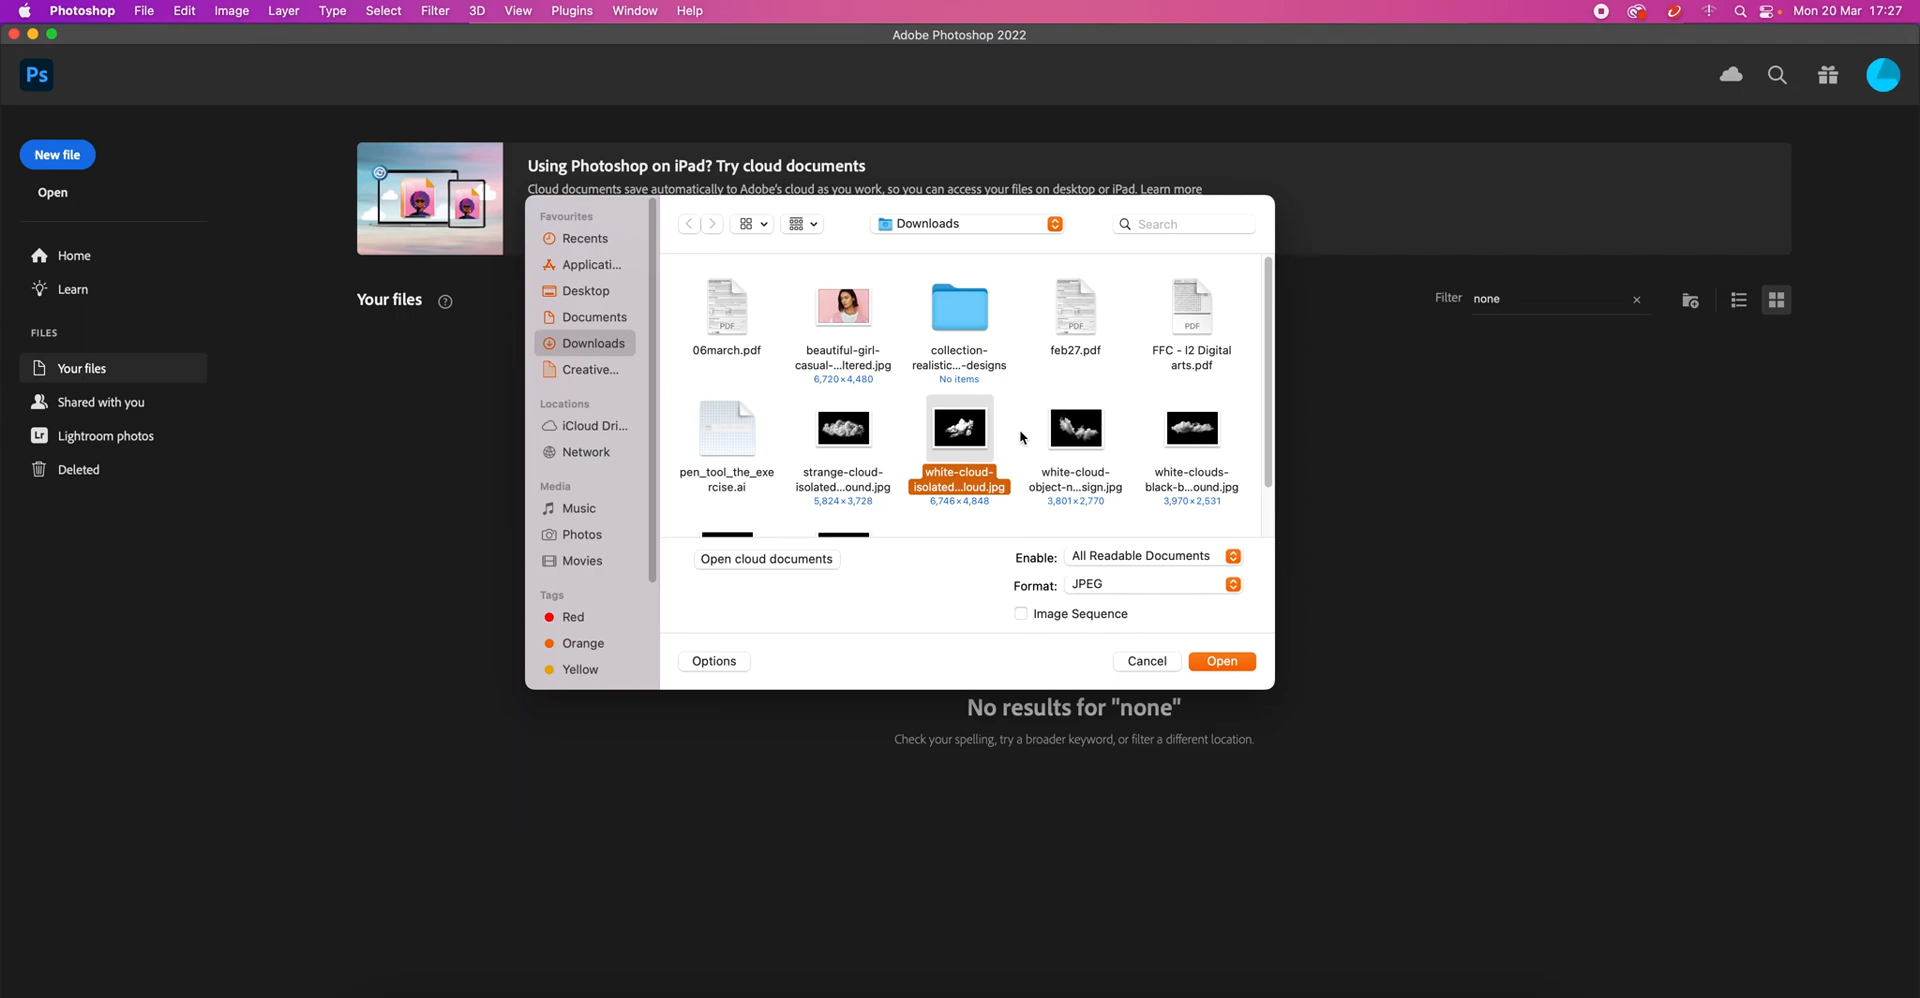 Photoshop File Edit Image Layer Type Select Filter 3D View Plugins Window Help Mon 20 Mar 17:27
Adobe Photoshop 2022
Ps
New file
Open
Home
Learn
FILES
Your files
Shared with you
Lr Lightroom photos
Deleted
Using Photoshop on iPad? Try cloud documents
Cloud documents save automatically to Adobe's cloud as you work, so you can access your files on desktop or iPad. Learn more
Your files ?
Filter none
Favourites
Recents
Applicati...
Desktop
Documents
Downloads
Creative...
Locations
iCloud Dri...
Network
Media
Music
Photos
Movies
Tags
Red
Orange
Yellow
Downloads
Search
PDF
06march.pdf
beautiful-girl-
casual-...ltered.jpg
6,720×4,480
collection-
realistic...-designs
No items
PDF
feb27.pdf
PDF
FFC - I2 Digital
arts.pdf
pen_tool_the_exe
rcise.ai
strange-cloud-
isolated...ound.jpg
5,824×3,728
white-cloud-
isolated...loud.jpg
6,746×4,848
white-cloud-
object-n...sign.jpg
3,801×2,770
white-clouds-
black-b...ound.jpg
3,970×2,531
Open cloud documents
Enable: All Readable Documents
Format: JPEG
Image Sequence
Options
Cancel
Open
No results for "none"
Check your spelling, try a broader keyword, or filter a different location.